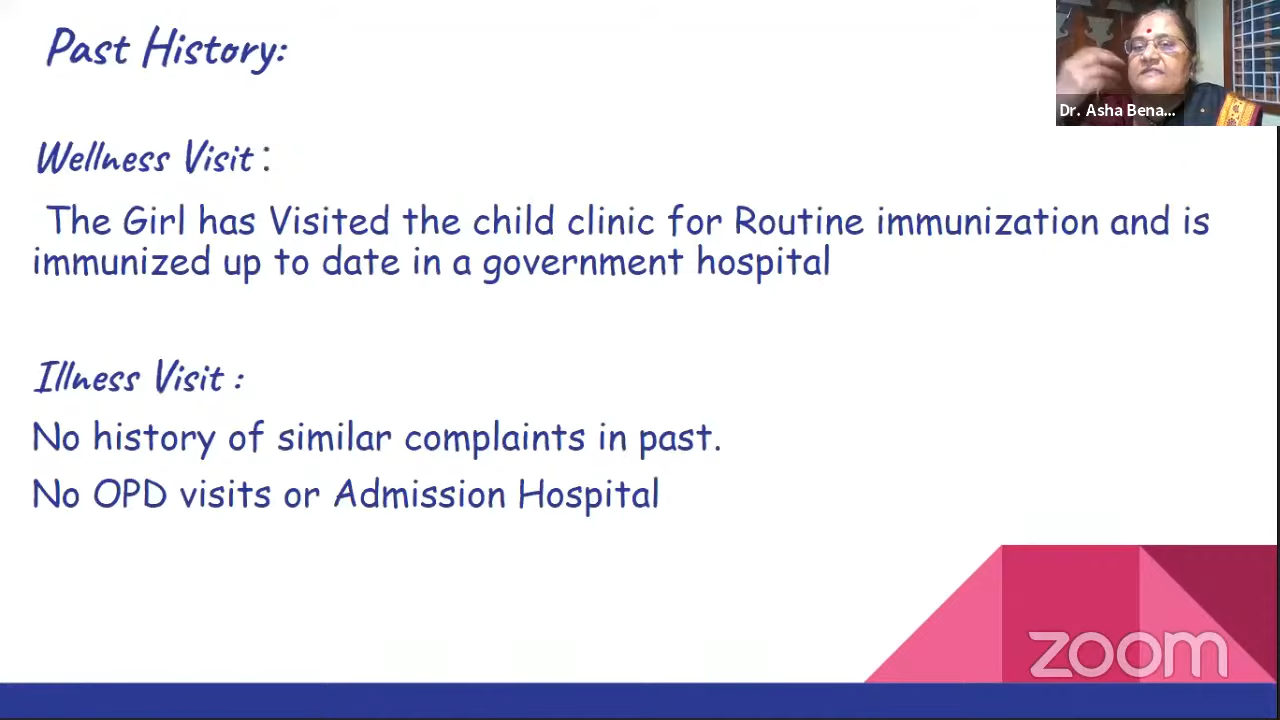 Past History:
Dr. Asha Bena...
Wellness Visit:
The Girl has Visited the child clinic for Routine immunization and is
immunized up to date in a government hospital
Illness Visit :
No history of similar complaints in past.
No OPD visits or Admission Hospital
zoom